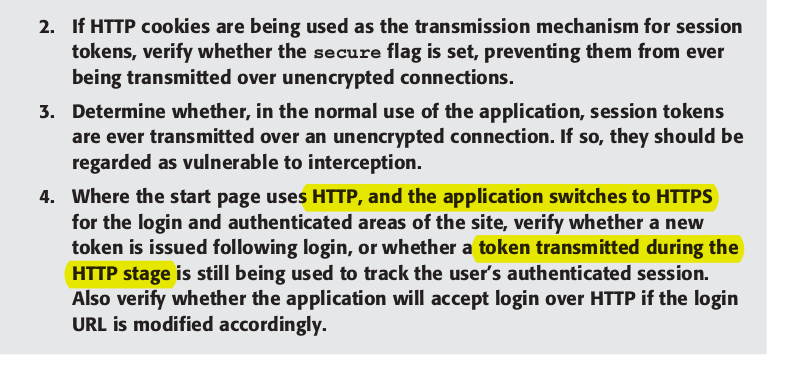 2. If HTTP cookies are being used as the transmission mechanism for session
tokens, verify whether the secure flag is set, preventing them from ever
being transmitted over unencrypted connections.
3. Determine whether, in the normal use of the application, session tokens
are ever transmitted over an unencrypted connection. If so, they should be
regarded as vulnerable to interception.
4. Where the start page uses HTTP, and the application switches to HTTPS
for the login and authenticated areas of the site, verify whether a new
token is issued following login, or whether a token transmitted during the
HTTP stage is still being used to track the user’s authenticated session.
Also verify whether the application will accept login over HTTP if the login
URL is modified accordingly.